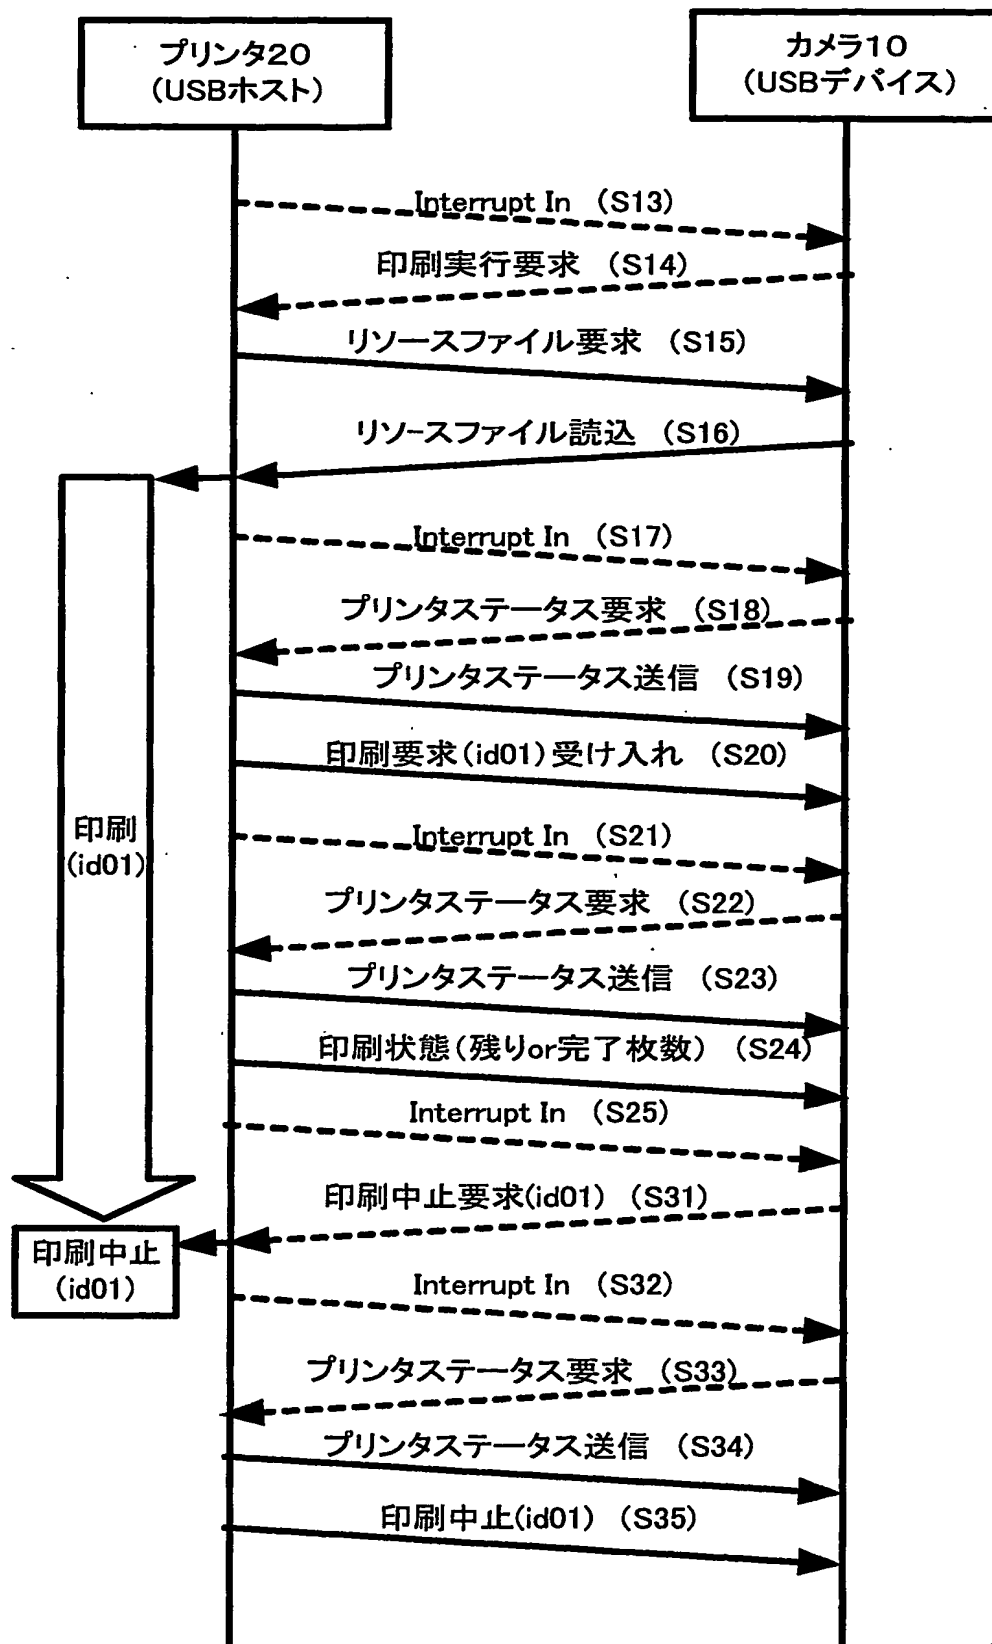 プリンタ20
(USBホスト)
カメラ10
(USBデバイス)
Interrupt In (S13)
印刷実行要求 (S14)
リソースファイル要求 (S15)
リソースファイル読込 (S16)
Interrupt In (S17)
プリンタステータス要求 (S18)
プリンタステータス送信 (S19)
印刷要求(id01)受け入れ (S20)
印刷
(id01)
Interrupt In (S21)
プリンタステータス要求 (S22)
プリンタステータス送信 (S23)
印刷状態(残りor完了枚数) (S24)
Interrupt In (S25)
印刷中止要求(id01) (S31)
印刷中止
(id01)
Interrupt In (S32)
プリンタステータス要求 (S33)
プリンタステータス送信 (S34)
印刷中止(id01) (S35)